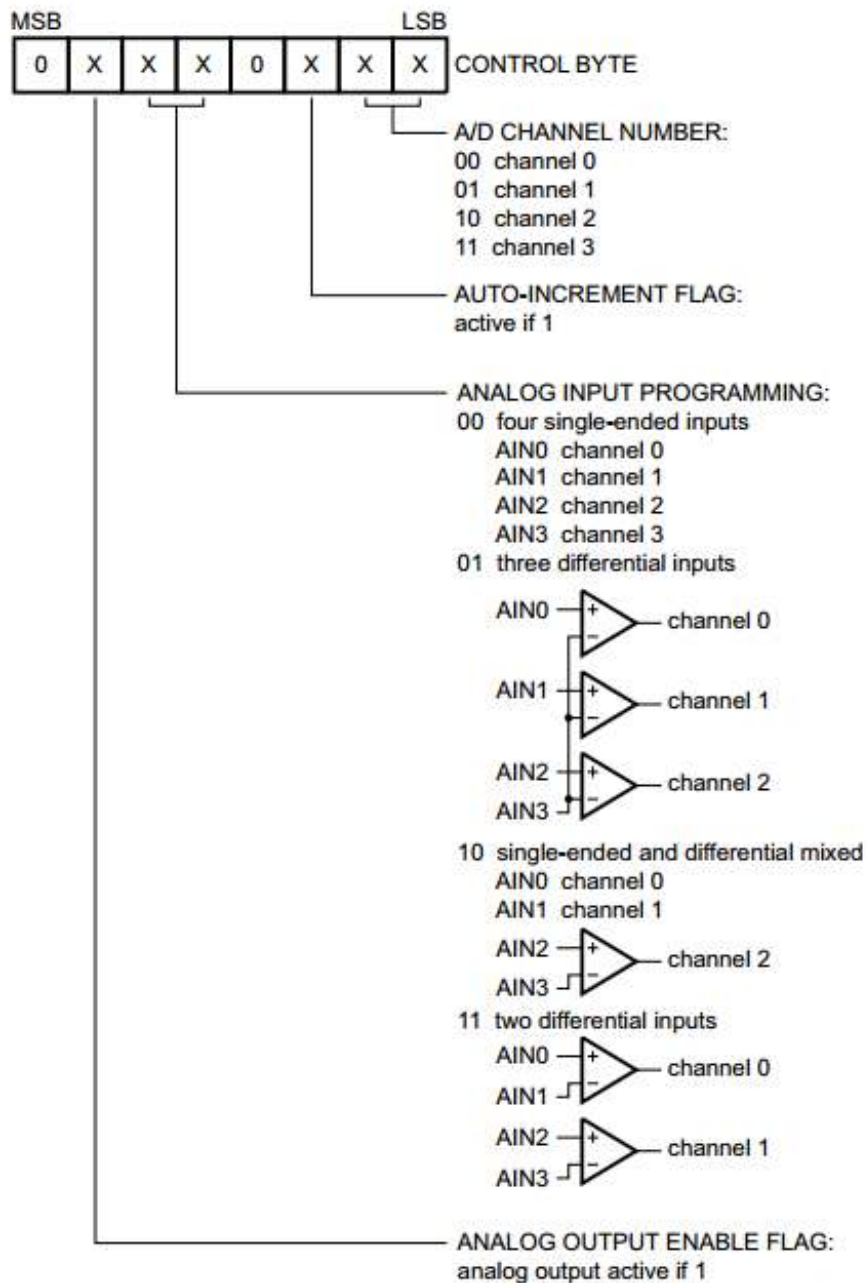 MSB LSB
0 X X X 0 X X X CONTROL BYTE
A/D CHANNEL NUMBER:
00 channel 0
01 channel 1
10 channel 2
11 channel 3
AUTO-INCREMENT FLAG:
active if 1
ANALOG INPUT PROGRAMMING:
00 four single-ended inputs
AIN0 channel 0
AIN1 channel 1
AIN2 channel 2
AIN3 channel 3
01 three differential inputs
AIN0 + − channel 0
AIN1 + − channel 1
AIN2 + − channel 2
AIN3
10 single-ended and differential mixed
AIN0 channel 0
AIN1 channel 1
AIN2 + − channel 2
AIN3
11 two differential inputs
AIN0 + − channel 0
AIN1
AIN2 + − channel 1
AIN3
ANALOG OUTPUT ENABLE FLAG:
analog output active if 1